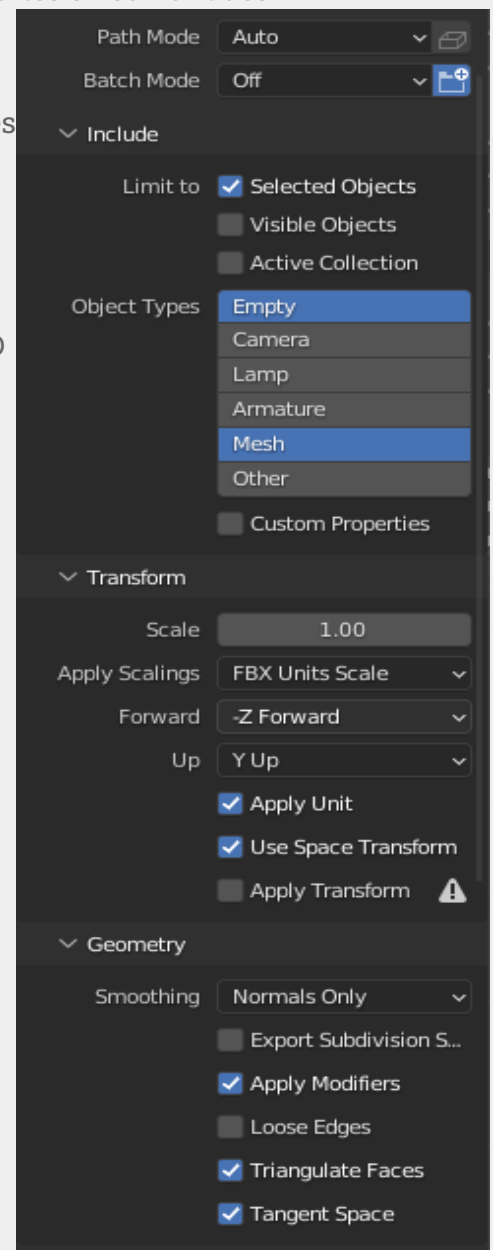 Path Mode Auto
Batch Mode Off
Include
Limit to Selected Objects
Visible Objects
Active Collection
Object Types Empty
Camera
Lamp
Armature
Mesh
Other
Custom Properties
Transform
Scale 1.00
Apply Scalings FBX Units Scale
Forward -Z Forward
Up Y Up
Apply Unit
Use Space Transform
Apply Transform
Geometry
Smoothing Normals Only
Export Subdivision S...
Apply Modifiers
Loose Edges
Triangulate Faces
Tangent Space